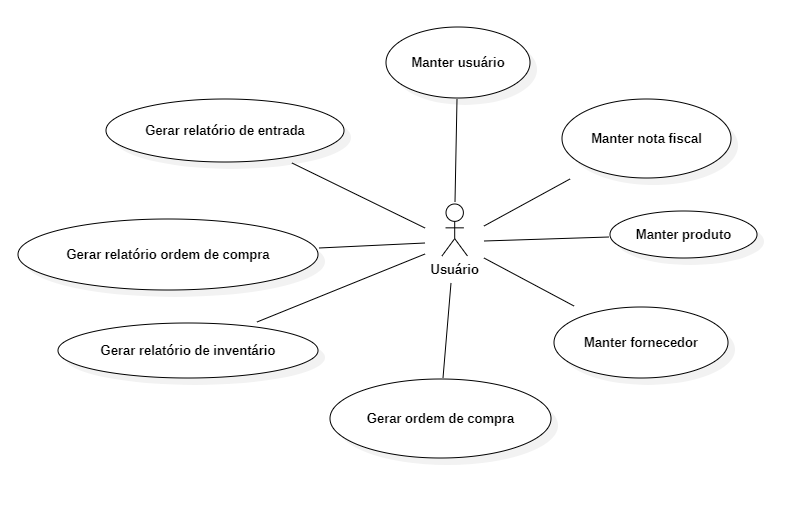 Manter usuário
Gerar relatório de entrada
Manter nota fiscal
Manter produto
Gerar relatório ordem de compra
Usuário
Manter fornecedor
Gerar relatório de inventário
Gerar ordem de compra